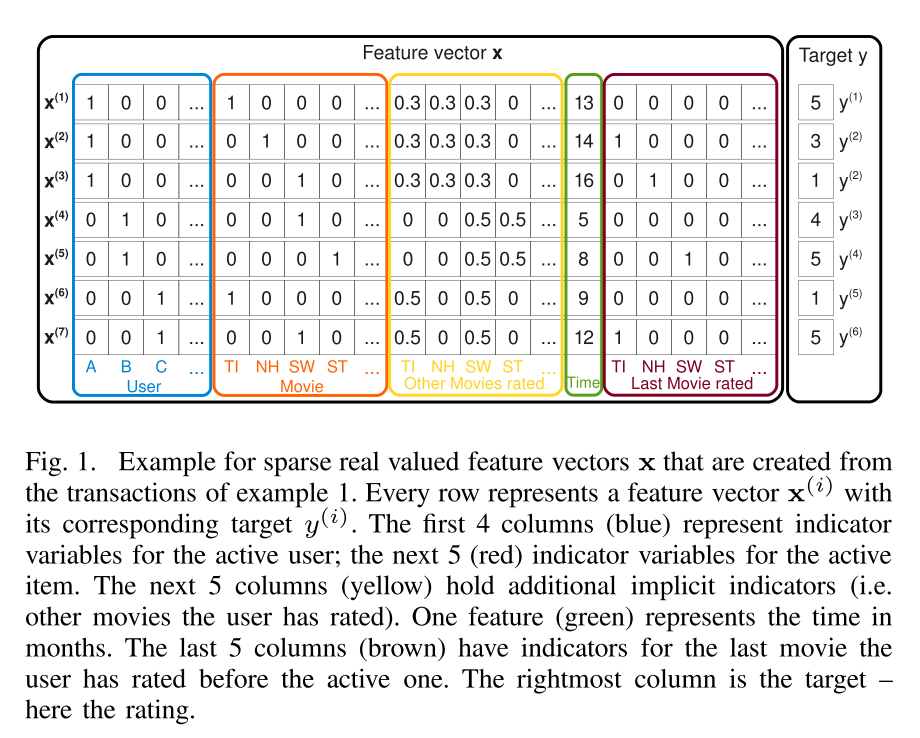 Feature vector x Target y
x(1) 1 0 0 ... 1 0 0 0 ... 0.3 0.3 0.3 0 ... 13 0 0 0 0 ... 5 y(1)
x(2) 1 0 0 ... 0 1 0 0 ... 0.3 0.3 0.3 0 ... 14 1 0 0 0 ... 3 y(2)
x(3) 1 0 0 ... 0 0 1 0 ... 0.3 0.3 0.3 0 ... 16 0 1 0 0 ... 1 y(2)
x(4) 0 1 0 ... 0 0 1 0 ... 0 0 0.5 0.5 ... 5 0 0 0 0 ... 4 y(3)
x(5) 0 1 0 ... 0 0 0 1 ... 0 0 0.5 0.5 ... 8 0 0 1 0 ... 5 y(4)
x(6) 0 0 1 ... 1 0 0 0 ... 0.5 0 0.5 0 ... 9 0 0 0 0 ... 1 y(5)
x(7) 0 0 1 ... 0 0 1 0 ... 0.5 0 0.5 0 ... 12 1 0 0 0 ... 5 y(6)
A B C ... TI NH SW ST ... TI NH SW ST ... TI NH SW ST ...
User Movie Other Movies rated Time Last Movie rated
Fig. 1. Example for sparse real valued feature vectors x that are created from
the transactions of example 1. Every row represents a feature vector x(i) with
its corresponding target y(i). The first 4 columns (blue) represent indicator
variables for the active user; the next 5 (red) indicator variables for the active
item. The next 5 columns (yellow) hold additional implicit indicators (i.e.
other movies the user has rated). One feature (green) represents the time in
months. The last 5 columns (brown) have indicators for the last movie the
user has rated before the active one. The rightmost column is the target –
here the rating.